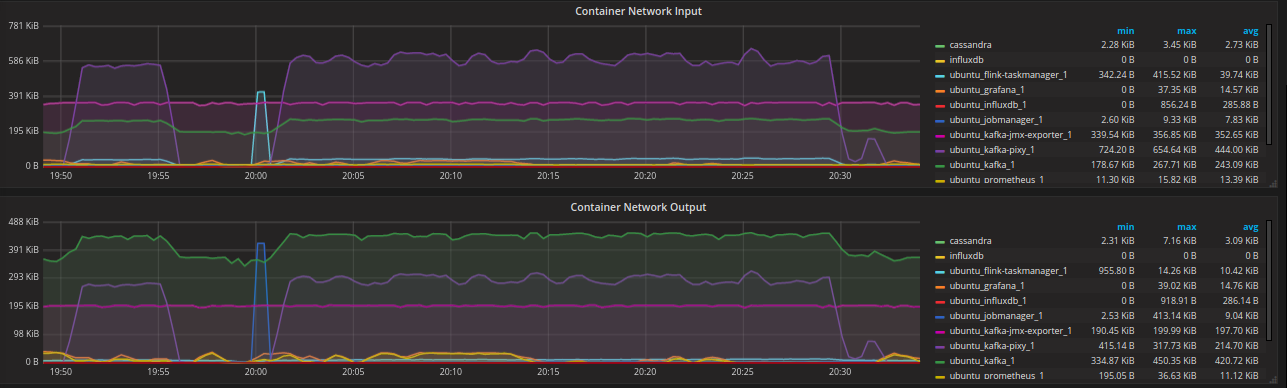 Container Network Input
781 KiB
586 KiB
391 KiB
195 KiB
0 B
19:50 19:55 20:00 20:05 20:10 20:15 20:20 20:25 20:30
min max avg
cassandra 2.28 KiB 3.45 KiB 2.73 KiB
influxdb 0 B 0 B 0 B
ubuntu_flink-taskmanager_1 342.24 B 415.52 KiB 39.74 KiB
ubuntu_grafana_1 0 B 37.35 KiB 14.57 KiB
ubuntu_influxdb_1 0 B 856.24 B 285.88 B
ubuntu_jobmanager_1 2.60 KiB 9.33 KiB 7.83 KiB
ubuntu_kafka-jmx-exporter_1 339.54 KiB 356.85 KiB 352.65 KiB
ubuntu_kafka-pixy_1 724.20 B 654.64 KiB 444.00 KiB
ubuntu_kafka_1 178.67 KiB 267.71 KiB 243.09 KiB
ubuntu_prometheus_1 11.30 KiB 15.82 KiB 13.39 KiB
Container Network Output
488 KiB
391 KiB
293 KiB
195 KiB
98 KiB
0 B
19:50 19:55 20:00 20:05 20:10 20:15 20:20 20:25 20:30
min max avg
cassandra 2.31 KiB 7.16 KiB 3.09 KiB
influxdb 0 B 0 B 0 B
ubuntu_flink-taskmanager_1 955.80 B 14.26 KiB 10.42 KiB
ubuntu_grafana_1 0 B 39.02 KiB 14.76 KiB
ubuntu_influxdb_1 0 B 918.91 B 286.14 B
ubuntu_jobmanager_1 2.53 KiB 413.14 KiB 9.04 KiB
ubuntu_kafka-jmx-exporter_1 190.45 KiB 199.99 KiB 197.70 KiB
ubuntu_kafka-pixy_1 415.14 B 317.73 KiB 214.70 KiB
ubuntu_kafka_1 334.87 KiB 450.35 KiB 420.72 KiB
ubuntu_prometheus_1 195.05 B 36.63 KiB 11.12 KiB